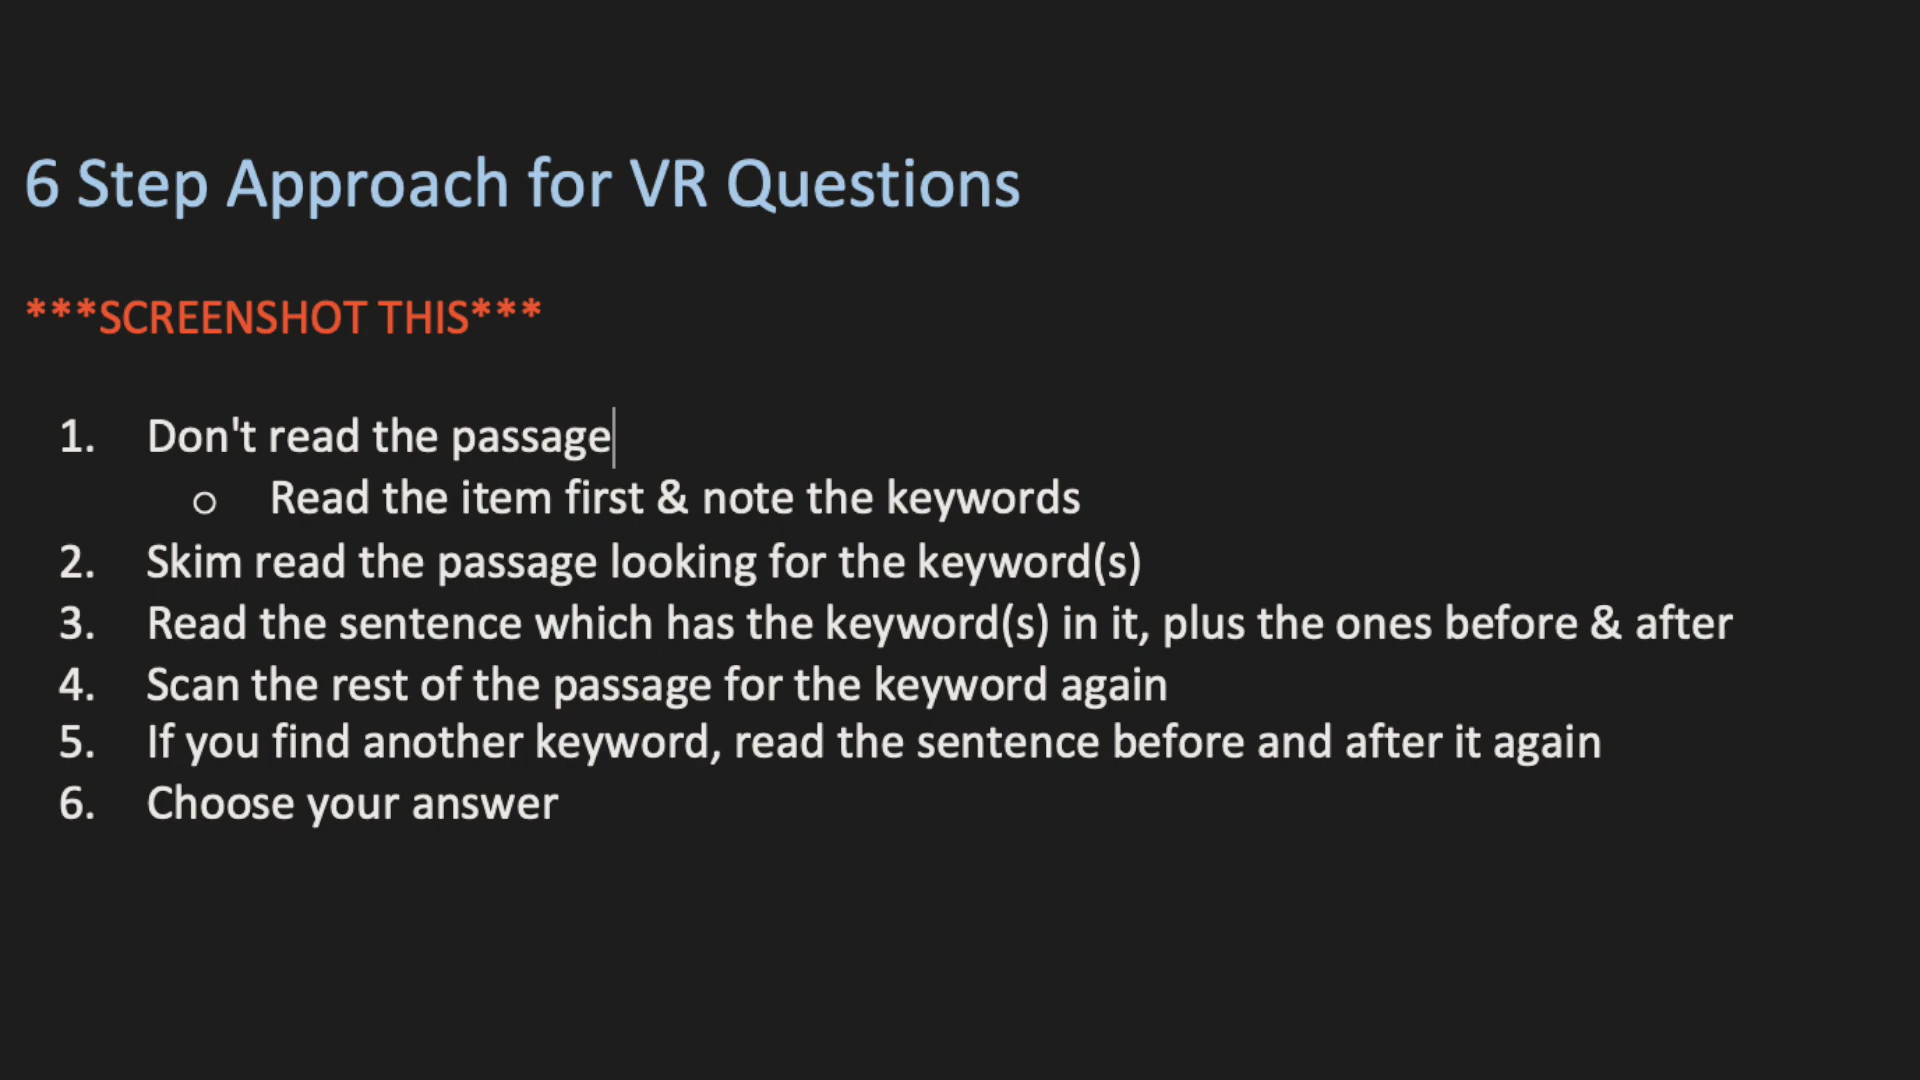 6 Step Approach for VR Questions
***SCREENSHOT THIS***
1. Don't read the passage
o Read the item first & note the keywords
2. Skim read the passage looking for the keyword(s)
3. Read the sentence which has the keyword(s) in it, plus the ones before & after
4. Scan the rest of the passage for the keyword again
5. If you find another keyword, read the sentence before and after it again
6. Choose your answer